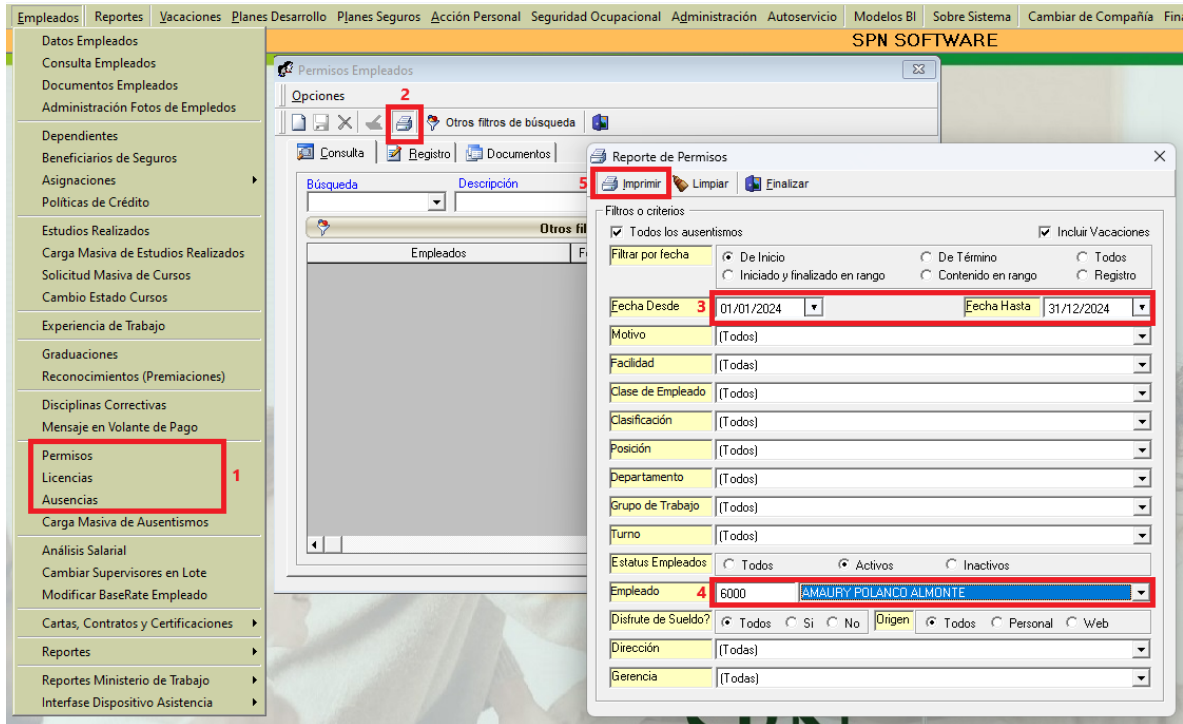 Empleados Reportes Vacaciones Planes Desarrollo Planes Seguros Acción Personal Seguridad Ocupacional Administración Autoservicio Modelos BI Sobre Sistema Cambiar de Compañía
SPN SOFTWARE
Datos Empleados
Consulta Empleados
Documentos Empleados
Administración Fotos de Empledos
Dependientes
Beneficiarios de Seguros
Asignaciones
Políticas de Crédito
Estudios Realizados
Carga Masiva de Estudios Realizados
Solicitud Masiva de Cursos
Cambio Estado Cursos
Experiencia de Trabajo
Graduaciones
Reconocimientos (Premiaciones)
Disciplinas Correctivas
Mensaje en Volante de Pago
Permisos
Licencias
1
Ausencias
Carga Masiva de Ausentismos
Análisis Salarial
Cambiar Supervisores en Lote
Modificar BaseRate Empleado
Cartas, Contratos y Certificaciones
Reportes
Reportes Ministerio de Trabajo
Interfase Dispositivo Asistencia
Permisos Empleados
Opciones
2
Otros filtros de búsqueda
Consulta Registro Documentos
Búsqueda Descripción
Otros fil
Empleados
Reporte de Permisos
5 Imprimir Limpiar Finalizar
Filtros o criterios
Todos los ausentismos Incluir Vacaciones
Filtrar por fecha De Inicio De Término Todos
Iniciado y finalizado en rango Contenido en rango Registro
Fecha Desde 3 01/01/2024 Fecha Hasta 31/12/2024
Motivo (Todos)
Facilidad (Todas)
Clase de Empleado (Todos)
Clasificación (Todos)
Posición (Todos)
Departamento (Todos)
Grupo de Trabajo (Todos)
Turno (Todos)
Estatus Empleados Todos Activos Inactivos
Empleado 4 6000 AMAURY POLANCO ALMONTE
Disfrute de Sueldo? Todos Si No Origen Todos Personal Web
Dirección (Todas)
Gerencia (Todas)